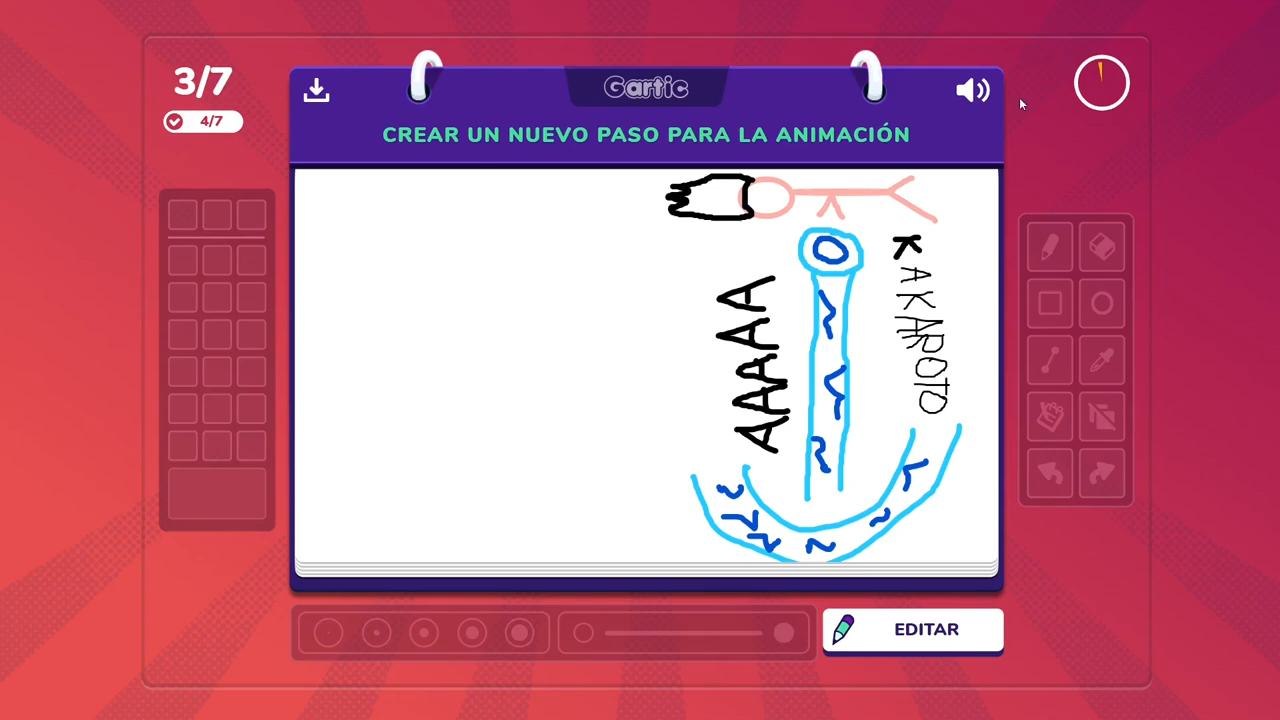 3/7
4/7
Gartic
CREAR UN NUEVO PASO PARA LA ANIMACIÓN
KAKAROTO
AAAAA
EDITAR